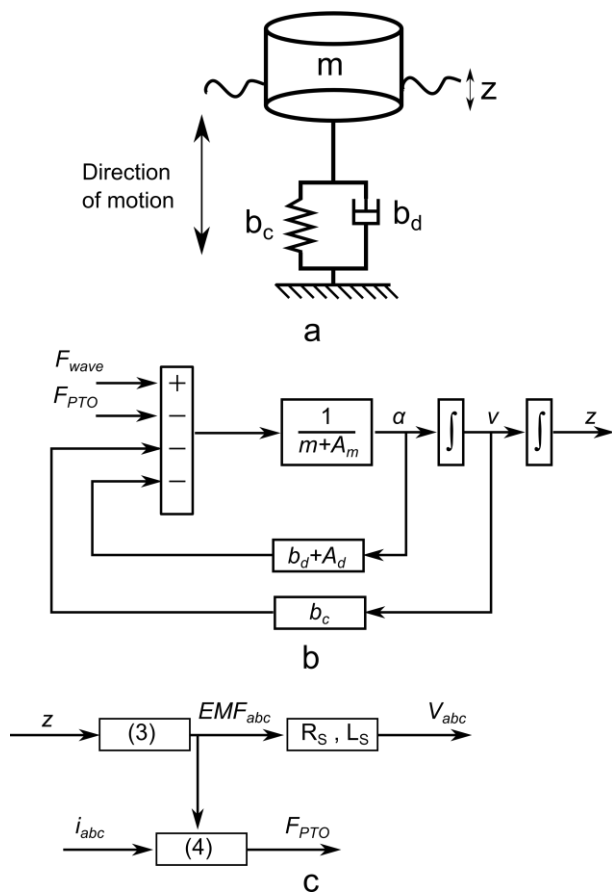 m
z
Direction
of motion
b_c
b_d
a
F_wave
F_PTO
+
−
−
−
1
m+A_m
α
∫
v
∫
z
b_d+A_d
b_c
b
z
(3)
EMF_abc
R_S , L_S
V_abc
i_abc
(4)
F_PTO
c